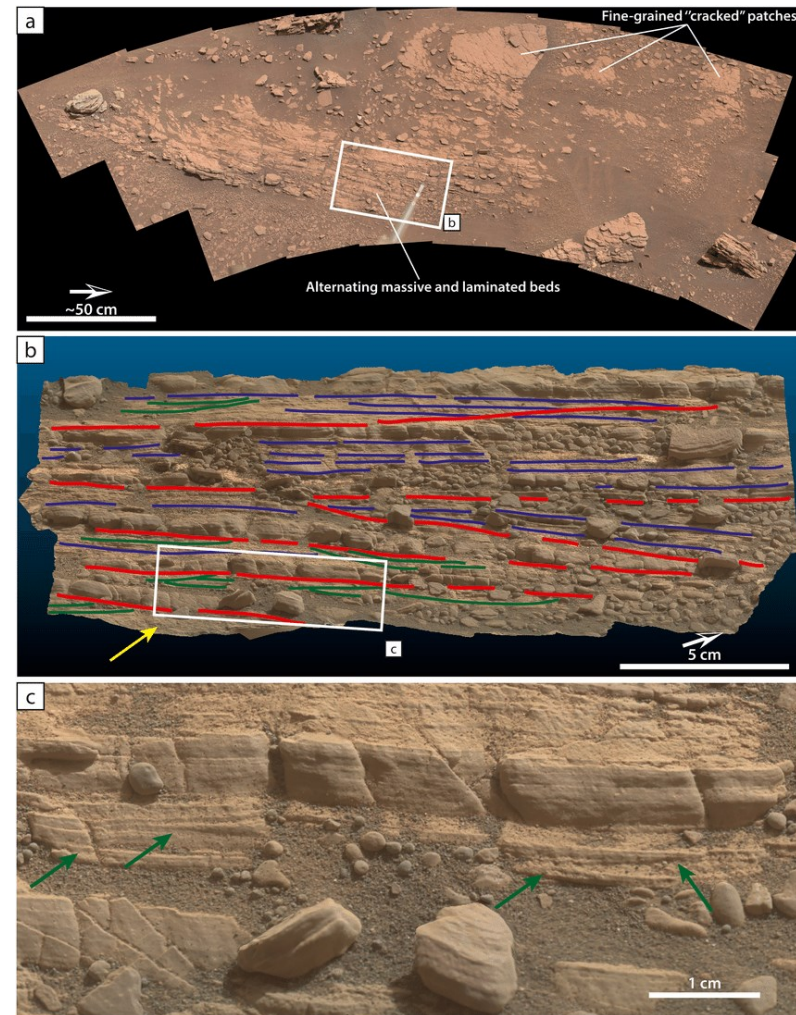 a
Fine-grained "cracked" patches
b
Alternating massive and laminated beds
~50 cm
b
c
5 cm
c
1 cm